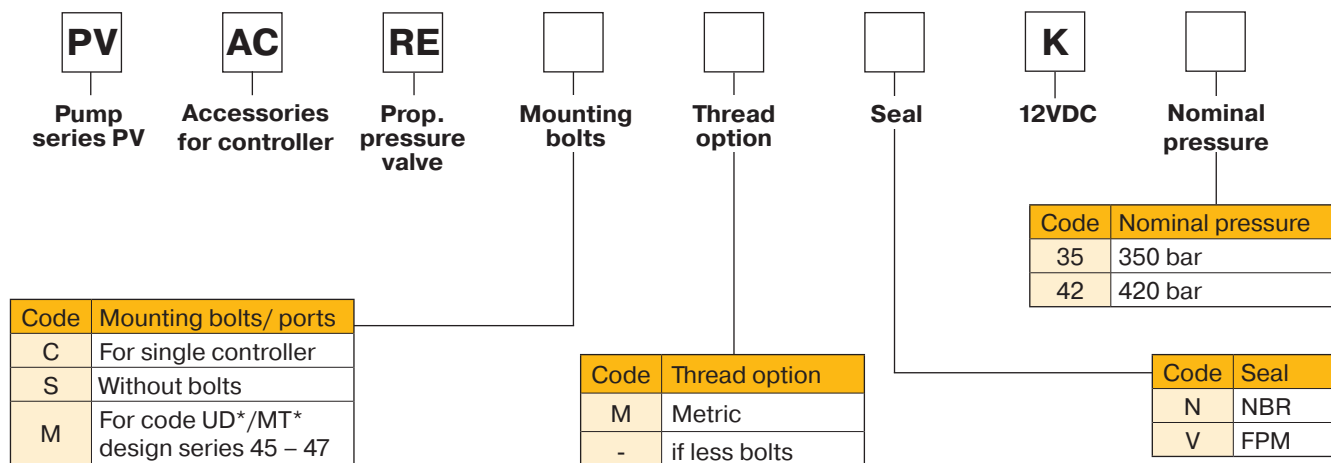 PV AC RE K
Pump series PV
Accessories for controller
Prop. pressure valve
Mounting bolts
Thread option
Seal
12VDC
Nominal pressure
Code Nominal pressure
35 350 bar
42 420 bar
Code Mounting bolts/ ports
C For single controller
S Without bolts
M For code UD*/MT* design series 45 – 47
Code Thread option
M Metric
- if less bolts
Code Seal
N NBR
V FPM